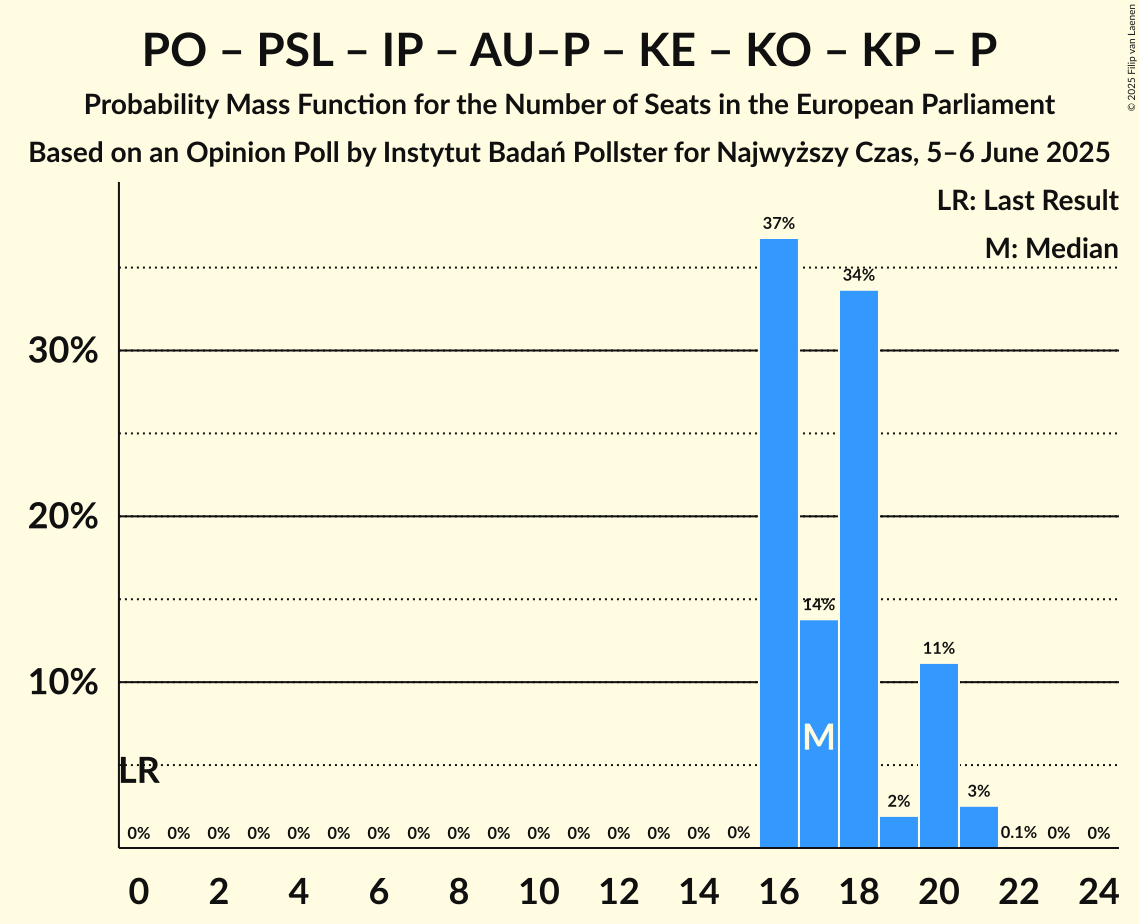 PO – PSL – IP – AU–P – KE – KO – KP – P
Probability Mass Function for the Number of Seats in the European Parliament
Based on an Opinion Poll by Instytut Badań Pollster for Najwyższy Czas, 5–6 June 2025
© 2025 Filip van Laenen
LR: Last Result
M: Median
37%
34%
30%
20%
14%
11%
10%
M
LR
3%
2%
0% 0% 0% 0% 0% 0% 0% 0% 0% 0% 0% 0% 0% 0% 0% 0% 0.1% 0% 0%
0 2 4 6 8 10 12 14 16 18 20 22 24